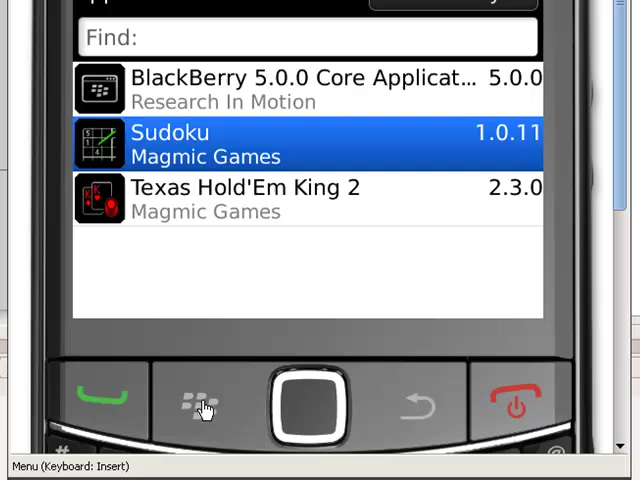 Find:
BlackBerry 5.0.0 Core Applicat... 5.0.0
Research In Motion
Sudoku 1.0.11
Magmic Games
Texas Hold'Em King 2 2.3.0
Magmic Games
#
@
Menu (Keyboard: Insert)